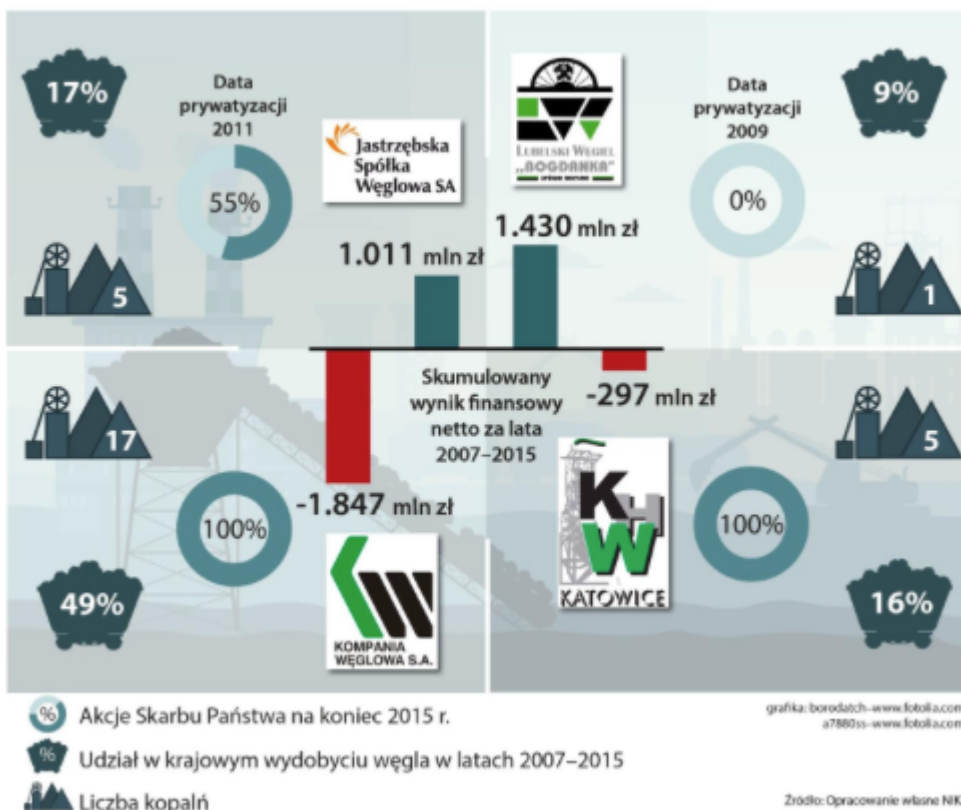 17%
Data
prywatyzacji
2011
55%
5
Jastrzębska
Spółka
Węglowa SA
1.011 mln zł
LUBELSKI WĘGIEL
„BOGDANKA”
1.430 mln zł
Data
prywatyzacji
2009
0%
9%
1
Skumulowany
wynik finansowy
netto za lata
2007–2015
17
100%
49%
-1.847 mln zł
KW
KOMPANIA
WĘGLOWA S.A.
-297 mln zł
KHW
KATOWICE
5
100%
16%
% Akcje Skarbu Państwa na koniec 2015 r.
% Udział w krajowym wydobyciu węgla w latach 2007–2015
Liczba kopalń
grafika: borodatch–www.fotolia.com
a7880ss–www.fotolia.com
Źródło: Opracowanie własne NIK